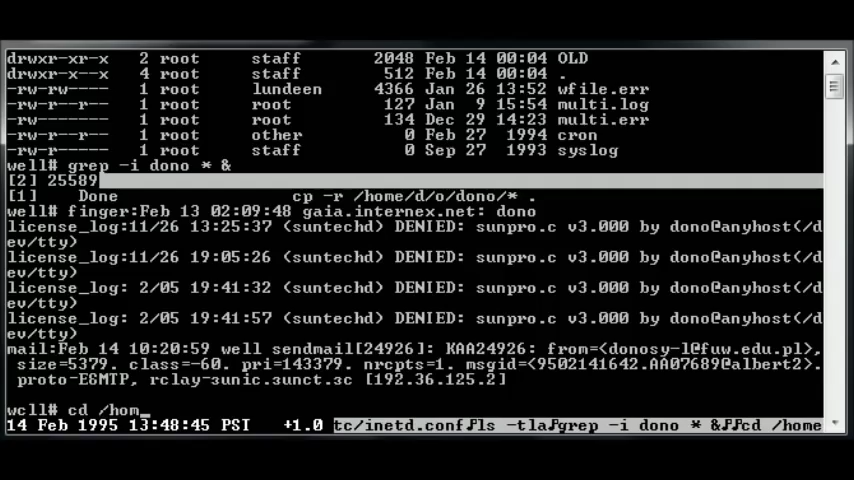 drwxr-xr-x 2 root staff 2048 Feb 14 00:04 OLD
drwxr-x--x 4 root staff 512 Feb 14 00:04 .
-rw-rw---- 1 root lundeen 4366 Jan 26 13:52 wfile.err
-rw-r--r-- 1 root root 127 Jan 9 15:54 multi.log
-rw-r--r-- 1 root root 134 Dec 29 14:23 multi.err
-rw-r--r-- 1 root other 0 Feb 27 1994 cron
-rw-r----- 1 root staff 0 Sep 27 1993 syslog
well# grep -i dono * &
[2] 25589
[1] Done cp -r /home/d/o/dono/* .
well# finger:Feb 13 02:09:48 gaia.internex.net: dono
license_log:11/26 13:25:37 (suntechd) DENIED: sunpro.c v3.000 by dono@anyhost(/d
ev/tty)
license_log:11/26 19:05:26 (suntechd) DENIED: sunpro.c v3.000 by dono@anyhost(/d
ev/tty)
license_log: 2/05 19:41:32 (suntechd) DENIED: sunpro.c v3.000 by dono@anyhost(/d
ev/tty)
license_log: 2/05 19:41:57 (suntechd) DENIED: sunpro.c v3.000 by dono@anyhost(/d
ev/tty)
mail:Feb 14 10:20:59 well sendmail[24926]: KAA24926: from=<donosy-l@fuw.edu.pl>,
size=5379. class=-60. pri=143379. nrcpts=1. msgid=<9502141642.AA07689@albert2>.
proto=ESMTP, relay=sunic.sunet.se [192.36.125.2]
well# cd /hom_
14 Feb 1995 13:48:45 PST +1.0 tc/inetd.conf♪ls -tla♪grep -i dono * &♪♪cd /home